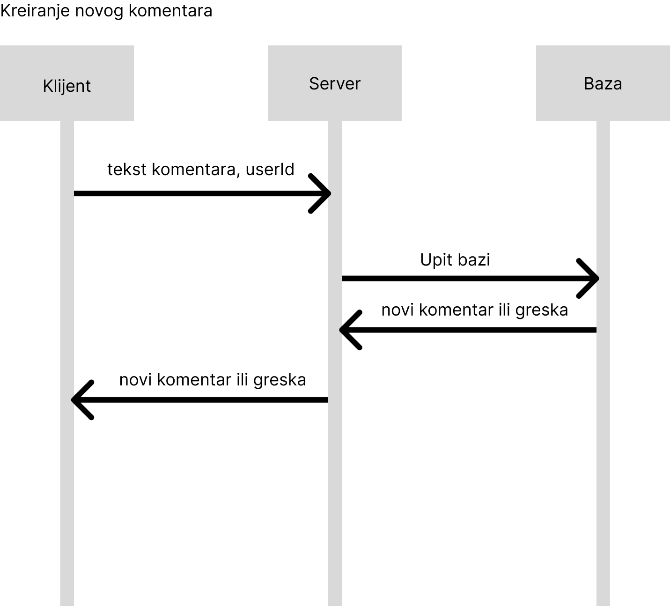 Kreiranje novog komentara
Klijent
Server
Baza
tekst komentara, userId
Upit bazi
novi komentar ili greska
novi komentar ili greska